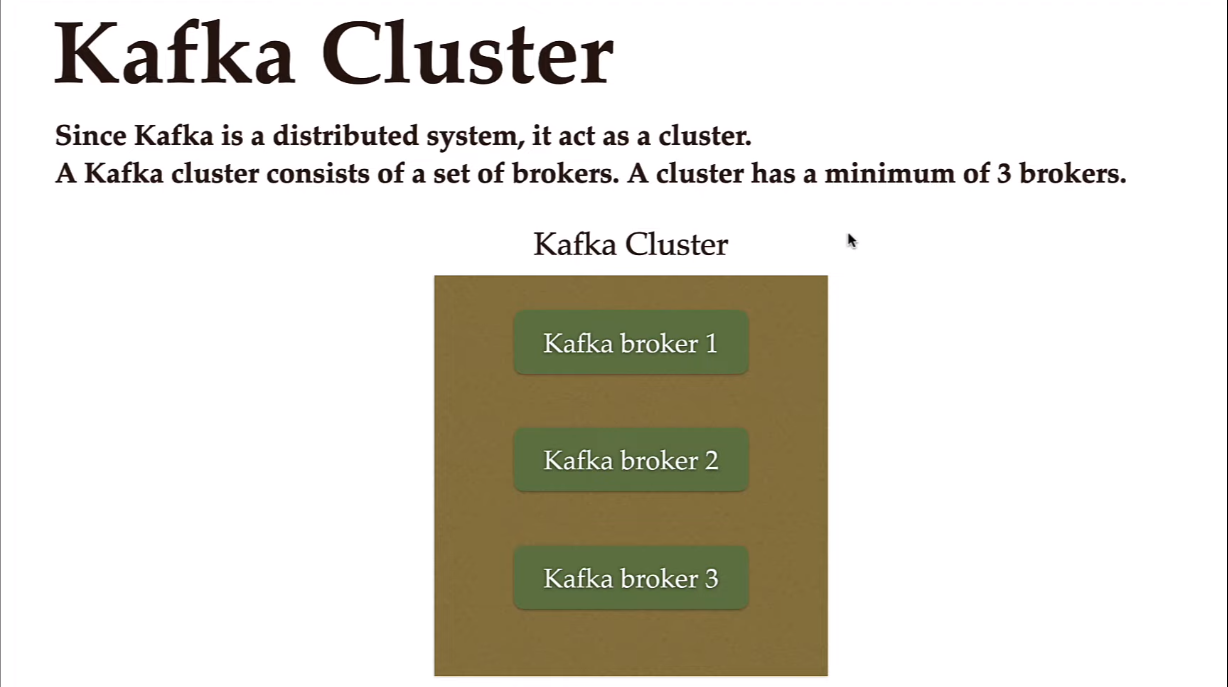 Kafka Cluster
Since Kafka is a distributed system, it act as a cluster.
A Kafka cluster consists of a set of brokers. A cluster has a minimum of 3 brokers.
Kafka Cluster
Kafka broker 1
Kafka broker 2
Kafka broker 3